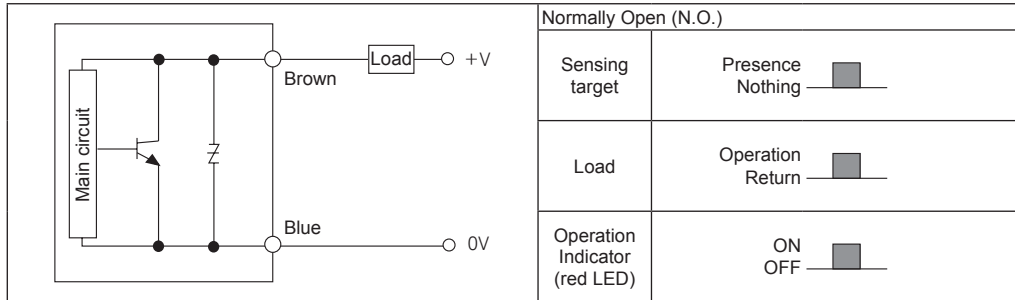 Main circuit
Brown
Load
+V
Blue
0V
Normally Open (N.O.)
Sensing
target
Presence
Nothing
Load
Operation
Return
Operation
Indicator
(red LED)
ON
OFF